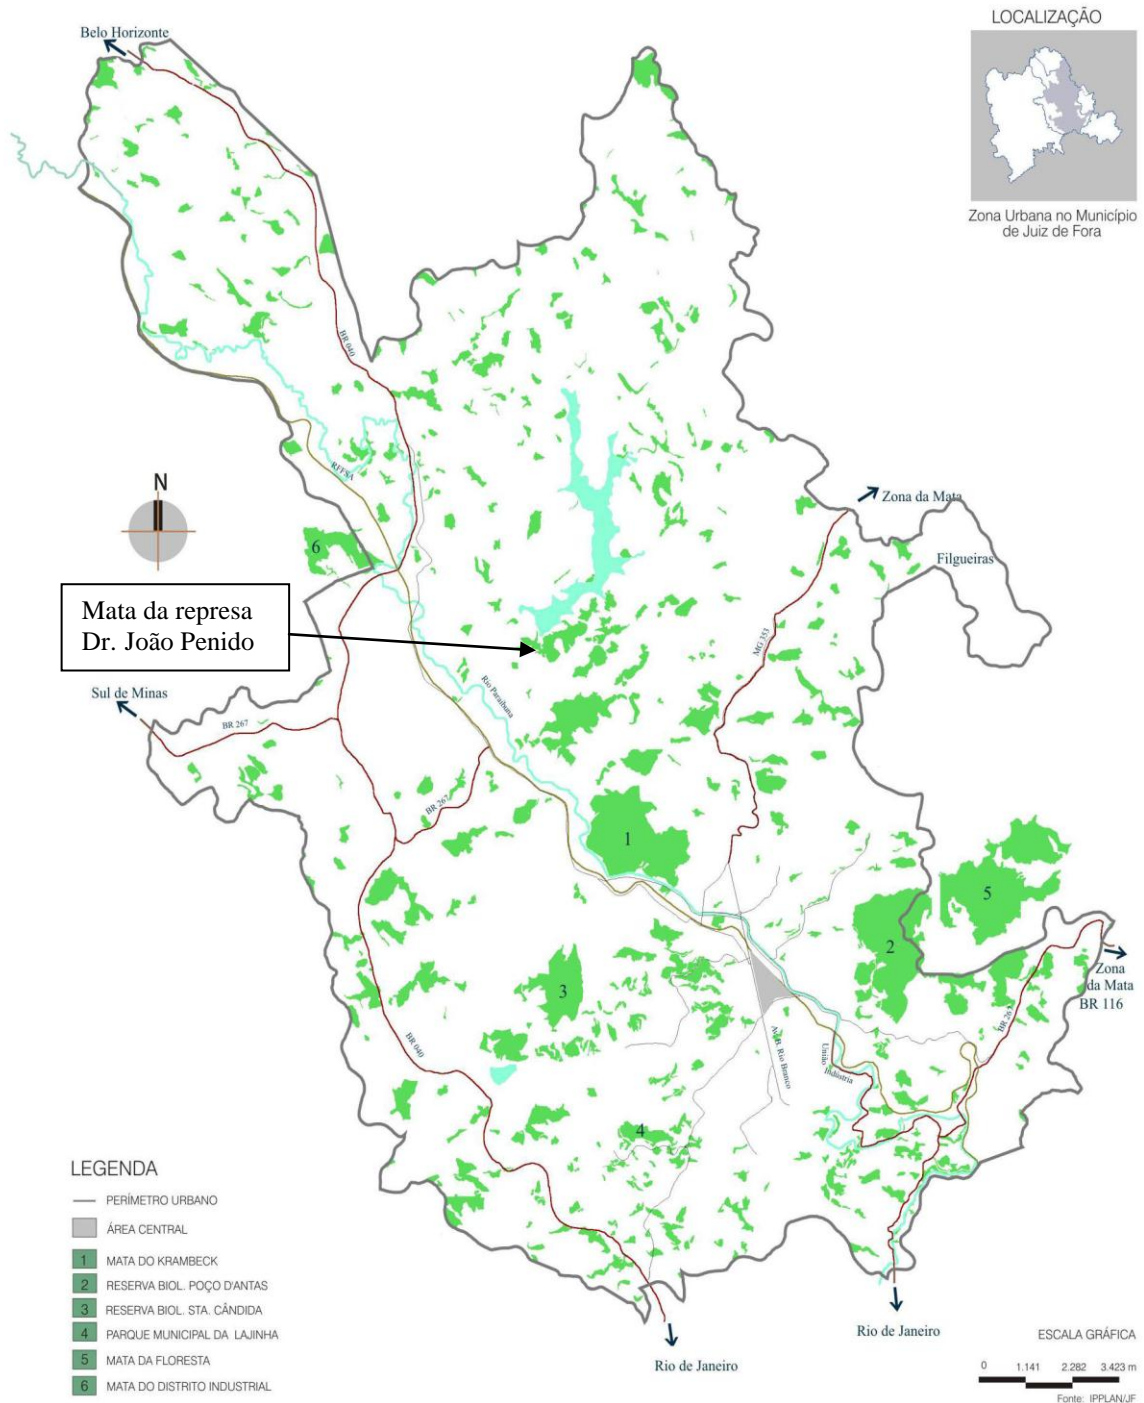 LOCALIZAÇÃO
Zona Urbana no Município
de Juiz de Fora
Belo Horizonte
BR 040
RFFSA
N
6
Zona da Mata
Filgueiras
Mata da represa
Dr. João Penido
MG 353
Rio Paraibuna
Sul de Minas
BR 267
BR 267
1
5
2
Zona
da Mata
BR 116
BR 267
3
BR 040
Av. B. Rio Branco
União
Indústria
4
LEGENDA
PERÍMETRO URBANO
ÁREA CENTRAL
1 MATA DO KRAMBECK
2 RESERVA BIOL. POÇO D'ANTAS
3 RESERVA BIOL. STA. CÂNDIDA
4 PARQUE MUNICIPAL DA LAJINHA
5 MATA DA FLORESTA
6 MATA DO DISTRITO INDUSTRIAL
Rio de Janeiro
Rio de Janeiro
ESCALA GRÁFICA
0 1.141 2.282 3.423 m
Fonte: IPPLAN/JF